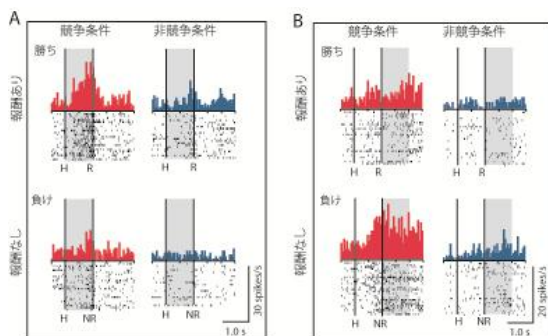 A
競争条件 非競争条件
勝ち
報酬あり
H R H R
負け
報酬なし
H NR H NR
30 spikes/s
1.0 s
B
競争条件 非競争条件
勝ち
報酬あり
H R H R
負け
報酬なし
H NR H NR
20 spikes/s
1.0 s